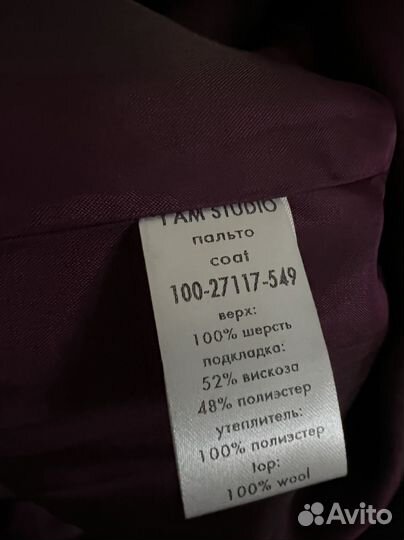 I AM STUDIO
пальто
coat
100-27117-549
верх:
100% шерсть
подкладка:
52% вискоза
48% полиэстер
утеплитель:
100% полиэстер
top:
100% wool
Avito